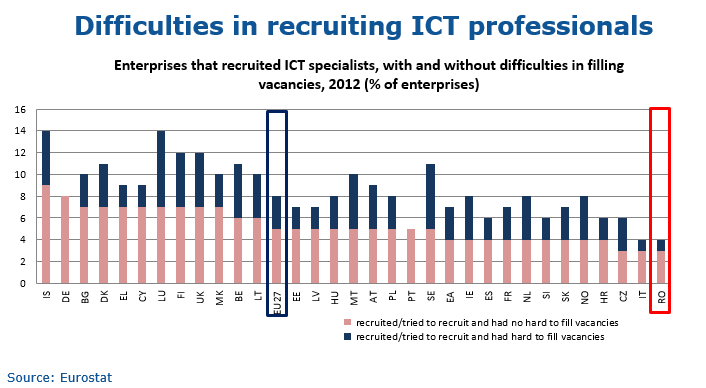 Difficulties in recruiting ICT professionals
Enterprises that recruited ICT specialists, with and without difficulties in filling
vacancies, 2012 (% of enterprises)
16
14
12
10
8
6
4
2
0
IS DE BG DK EL CY LU FI UK MK BE LT EU27 EE LV HU MT AT PL PT SE EA IE ES FR NL SI SK NO HR CZ IT RO
recruited/tried to recruit and had no hard to fill vacancies
recruited/tried to recruit and had hard to fill vacancies
Source: Eurostat